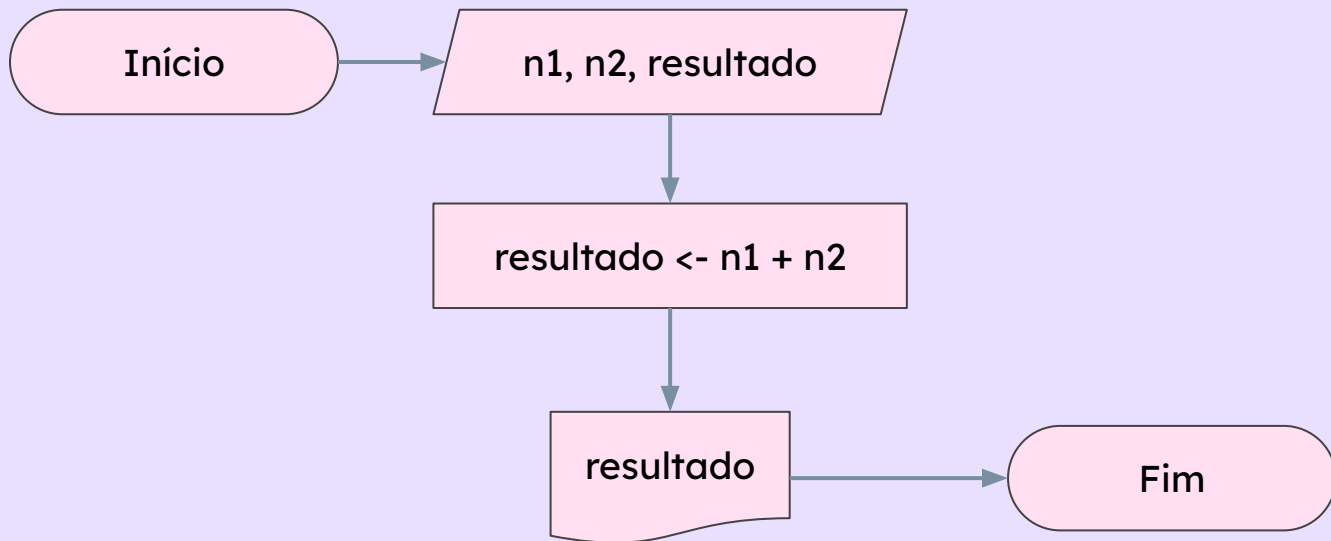 Início
n1, n2, resultado
resultado <- n1 + n2
resultado
Fim